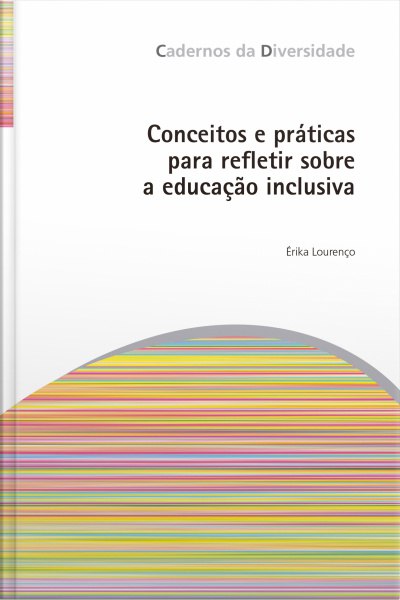 Cadernos da Diversidade
Conceitos e práticas
para refletir sobre
a educação inclusiva
Érika Lourenço